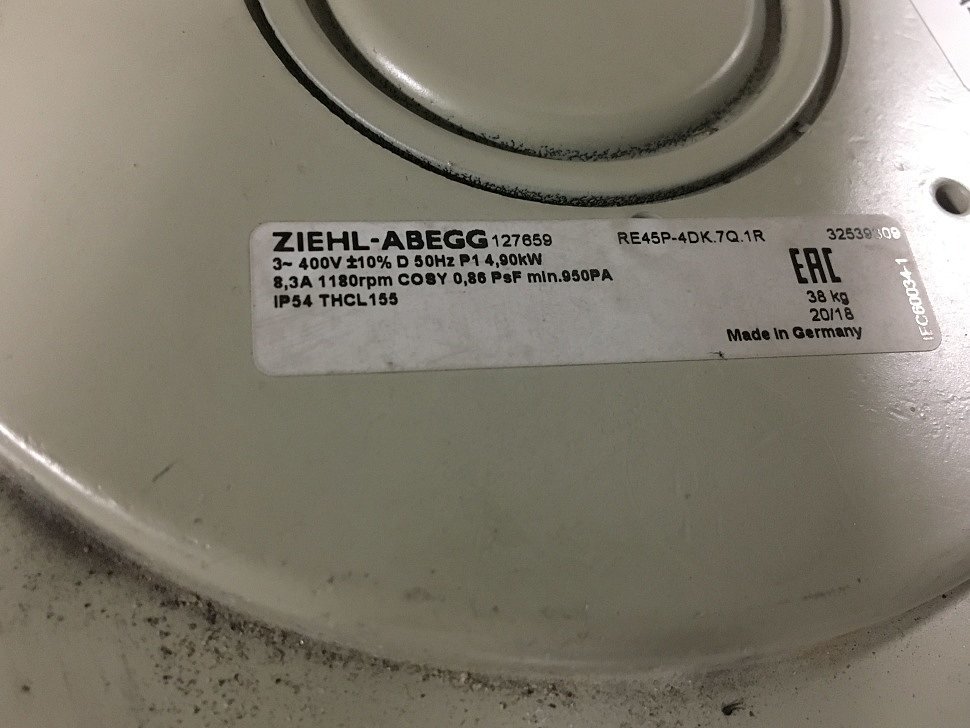 ZIEHL-ABEGG 127659 RE45P-4DK.7Q.1R
3~ 400V ±10% D 50Hz P1 4,90kW
8,3A 1180rpm COSY 0,86 PsF min.950PA
IP54 THCL155
EAC
38 kg
20/18
Made in Germany
IEC60034-1